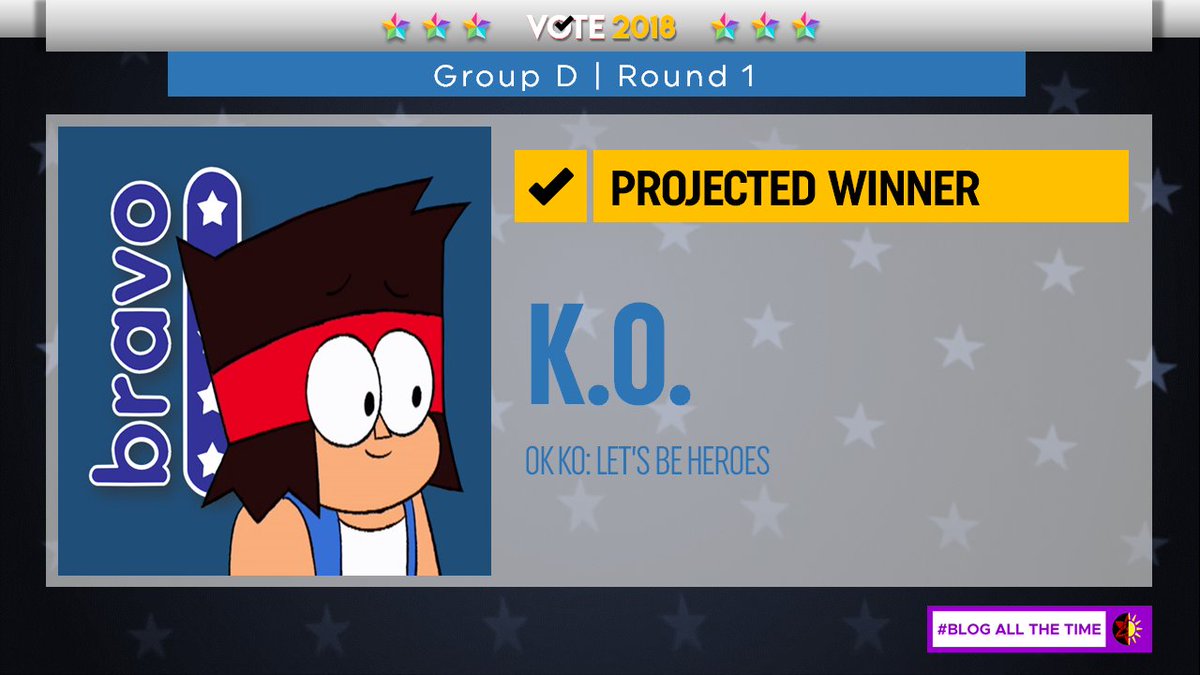 VOTE 2018
Group D | Round 1
bravo
PROJECTED WINNER
K.O.
OK KO: LET'S BE HEROES
#BLOG ALL THE TIME